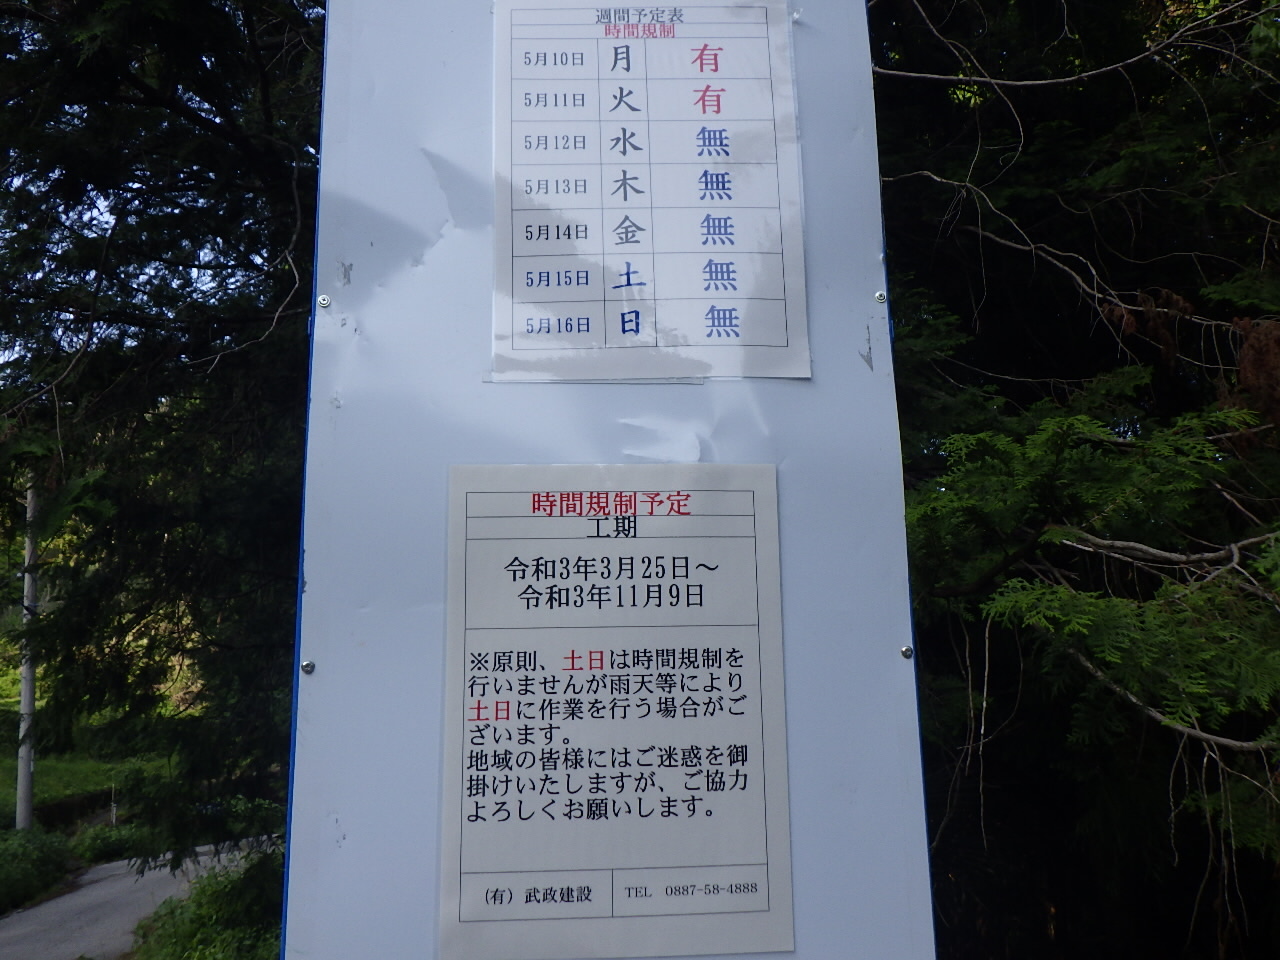 週間予定表
時間規制
5月10日 月 有
5月11日 火 有
5月12日 水 無
5月13日 木 無
5月14日 金 無
5月15日 土 無
5月16日 日 無
時間規制予定
工期
令和3年3月25日～
令和3年11月9日
※原則、土日は時間規制を
行いませんが雨天等により
土日に作業を行う場合がご
ざいます。
地域の皆様にはご迷惑を御
掛けいたしますが、ご協力
よろしくお願いします。
（有）武政建設 TEL 0887-58-4888